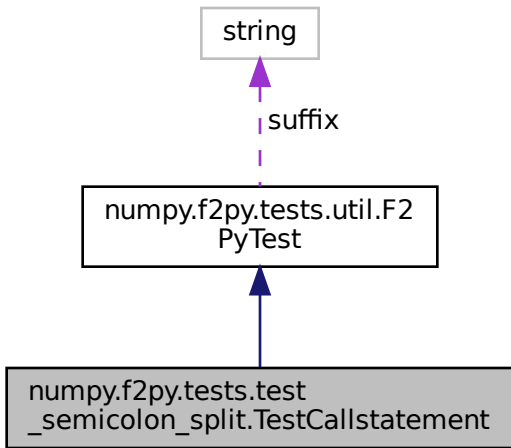 string
suffix
numpy.f2py.tests.util.F2
PyTest
numpy.f2py.tests.test
_semicolon_split.TestCallstatement